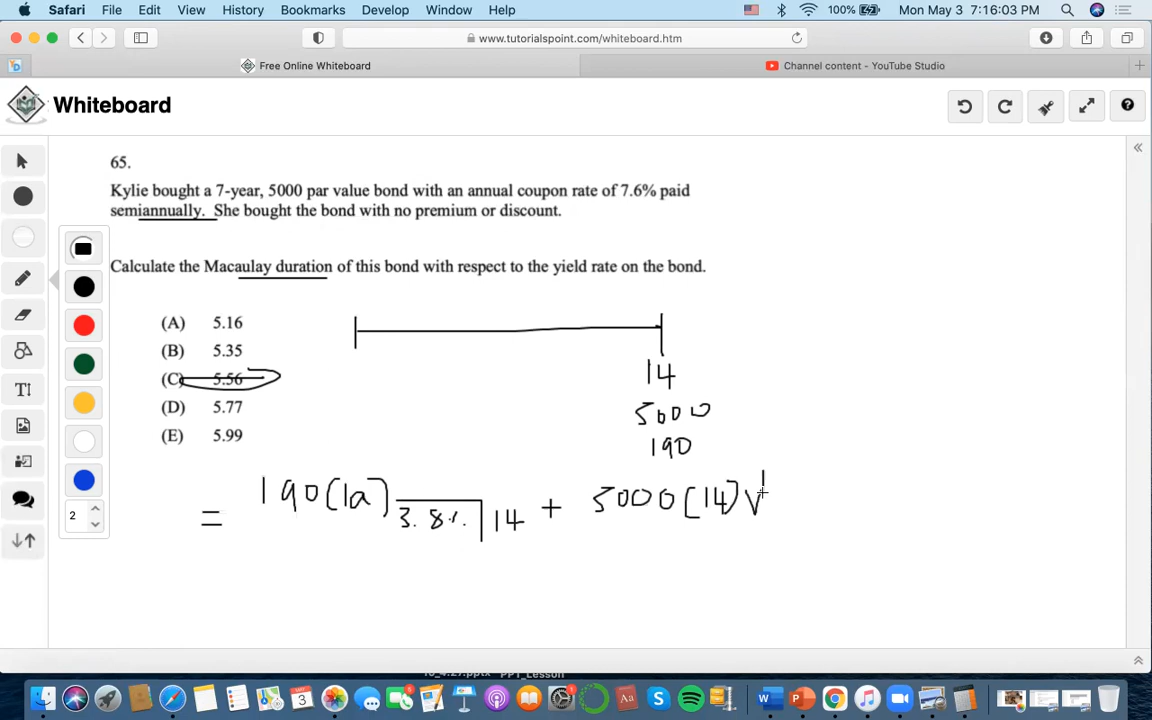 Safari File Edit View History Bookmarks Develop Window Help 100% Mon May 3 7:16:03 PM
www.tutorialspoint.com/whiteboard.htm
Free Online Whiteboard Channel content - YouTube Studio
Whiteboard
65.
Kylie bought a 7-year, 5000 par value bond with an annual coupon rate of 7.6% paid
semiannually. She bought the bond with no premium or discount.
Calculate the Macaulay duration of this bond with respect to the yield rate on the bond.
(A) 5.16
(B) 5.35
(C) 5.56
(D) 5.77
(E) 5.99
14
5000
190
= 190(Ia) 3.8% 14 + 5000(14)v1
T
2
PPT_Lesson